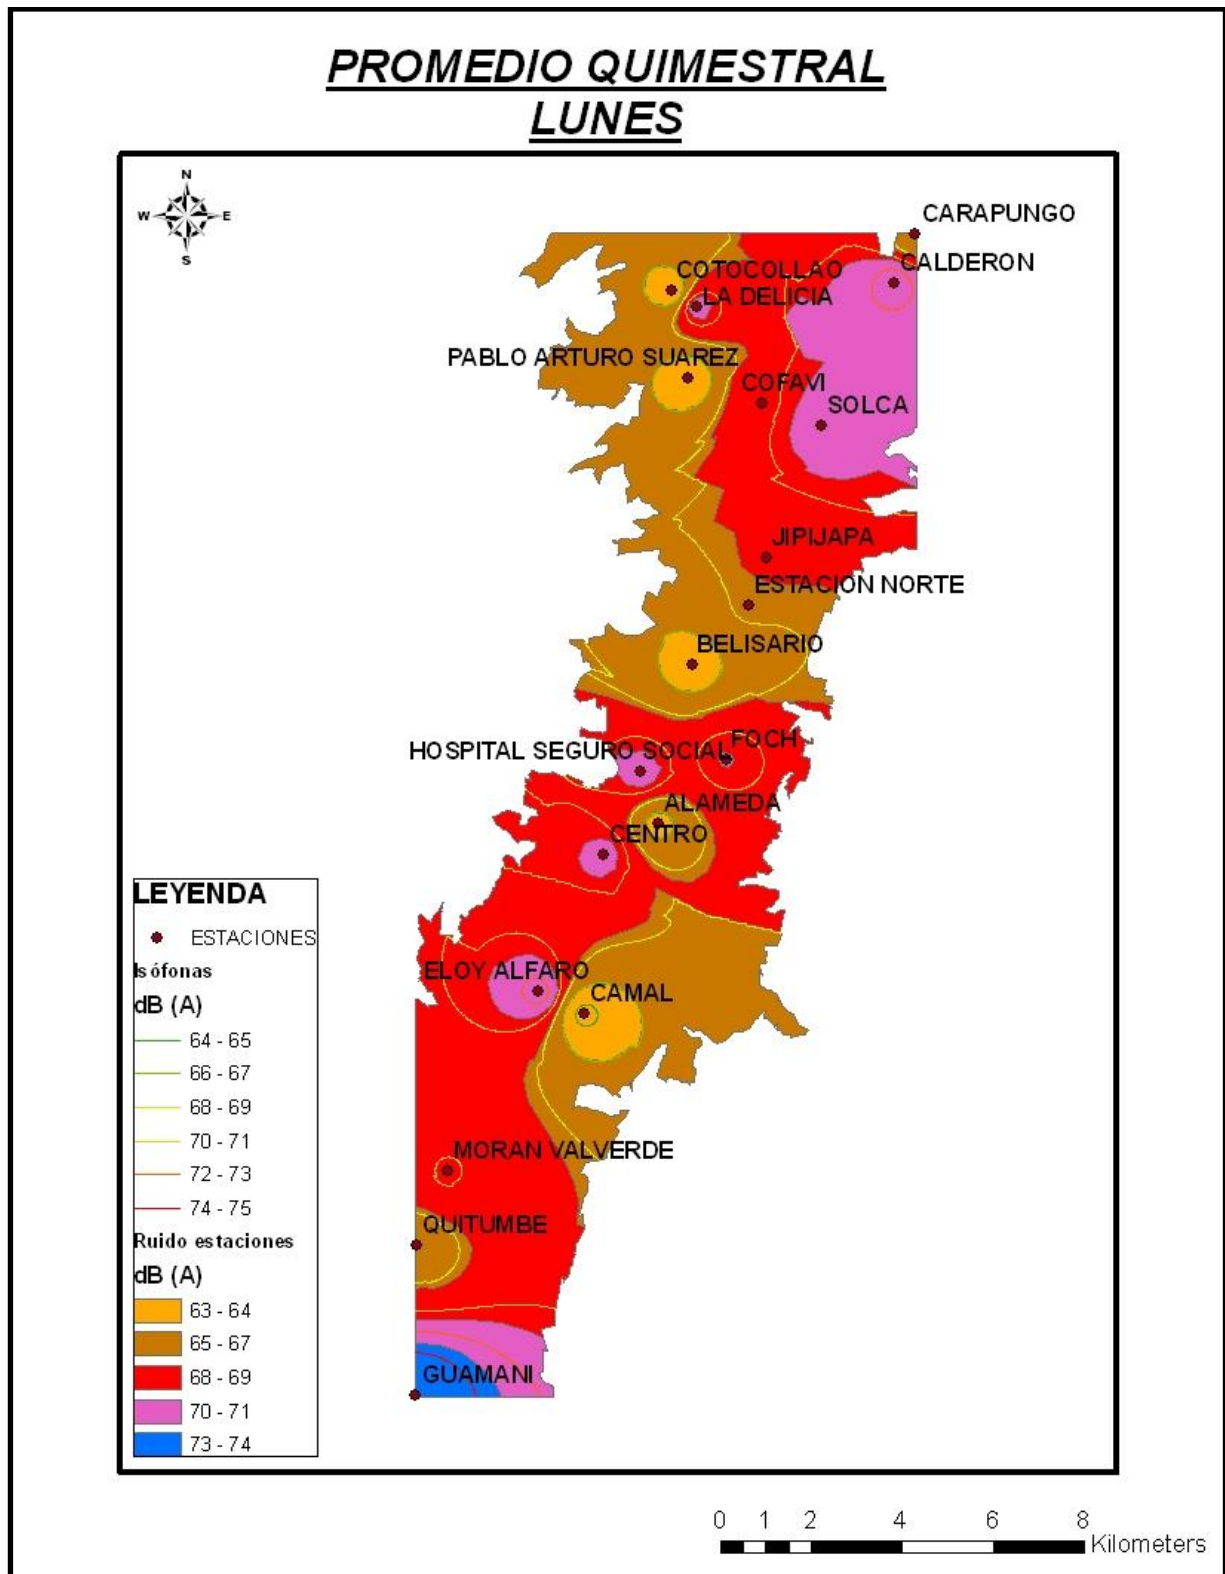 PROMEDIO QUIMESTRAL
LUNES
N
W E
S
CARAPUNGO
CALDERON
COTOCOLLAO
LA DELICIA
PABLO ARTURO SUAREZ
COFAVI
SOLCA
JIPIJAPA
ESTACION NORTE
BELISARIO
FOCH
HOSPITAL SEGURO SOCIAL
ALAMEDA
CENTRO
ELOY ALFARO
CAMAL
MORAN VALVERDE
QUITUMBE
GUAMANI
LEYENDA
ESTACIONES
Isófonas
dB (A)
64 - 65
66 - 67
68 - 69
70 - 71
72 - 73
74 - 75
Ruido estaciones
dB (A)
63 - 64
65 - 67
68 - 69
70 - 71
73 - 74
0 1 2 4 6 8
Kilometers